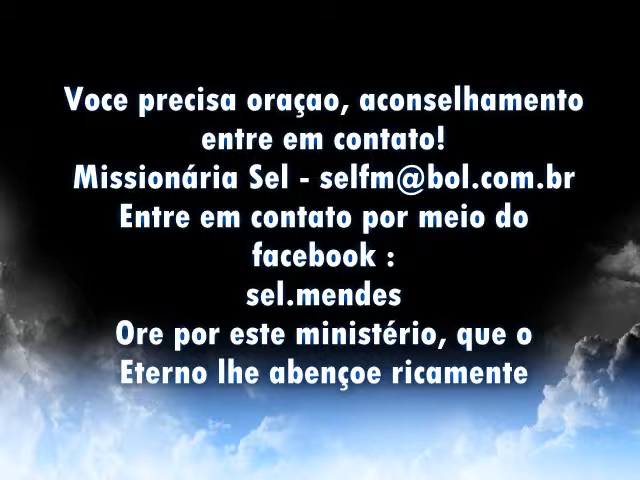 Voce precisa oraçao, aconselhamento
entre em contato!
Missionária Sel - selfm@bol.com.br
Entre em contato por meio do
facebook :
sel.mendes
Ore por este ministério, que o
Eterno lhe abençoe ricamente